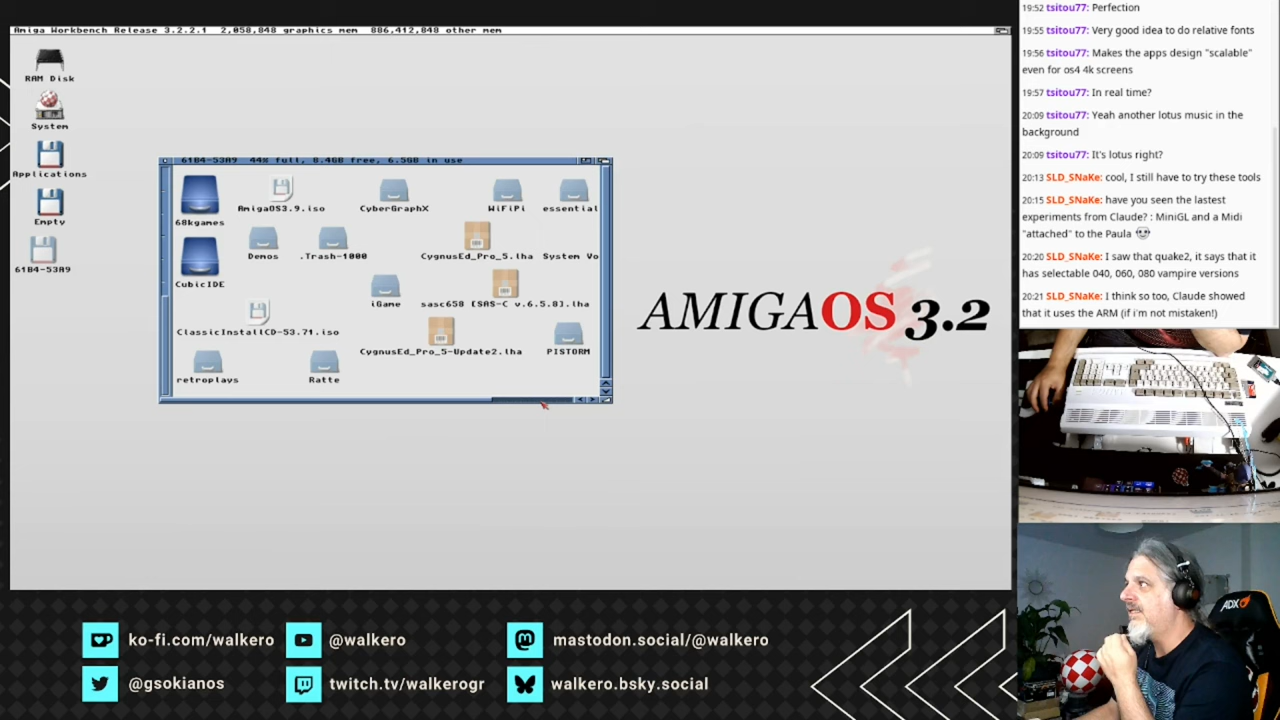 Amiga Workbench Release 3.2.2.1 2,058,848 graphics mem 886,412,848 other mem
RAM Disk
System
Applications
Empty
61B4-53A9
61B4-53A9 44% full, 8.4GB free, 6.5GB in use
68kgames
AmigaOS3.9.iso
CyberGraphX
WiFiPi
essential
CubicIDE
Demos
.Trash-1000
CygnusEd_Pro_5.lha
System Vo
iGame
sasc658 [SAS-C v.6.5.8].lha
ClassicInstallCD-53.71.iso
CygnusEd_Pro_5-Update2.lha
PISTORM
retroplays
Ratte
AMIGAOS 3.2
19:52 tsitou77: Perfection
19:55 tsitou77: Very good idea to do relative fonts
19:56 tsitou77: Makes the apps design "scalable"
even for os4 4k screens
19:57 tsitou77: In real time?
20:09 tsitou77: Yeah another lotus music in the
background
20:09 tsitou77: It's lotus right?
20:13 SLD_SNaKe: cool, I still have to try these tools
20:15 SLD_SNaKe: have you seen the lastest
experiments from Claude? : MiniGL and a Midi
"attached" to the Paula
20:20 SLD_SNaKe: I saw that quake2, it says that it
has selectable 040, 060, 080 vampire versions
20:21 SLD_SNaKe: I think so too, Claude showed
that it uses the ARM (if i'm not mistaken!)
ADX
ko-fi.com/walkero
@walkero
mastodon.social/@walkero
@gsokianos
twitch.tv/walkerogr
walkero.bsky.social